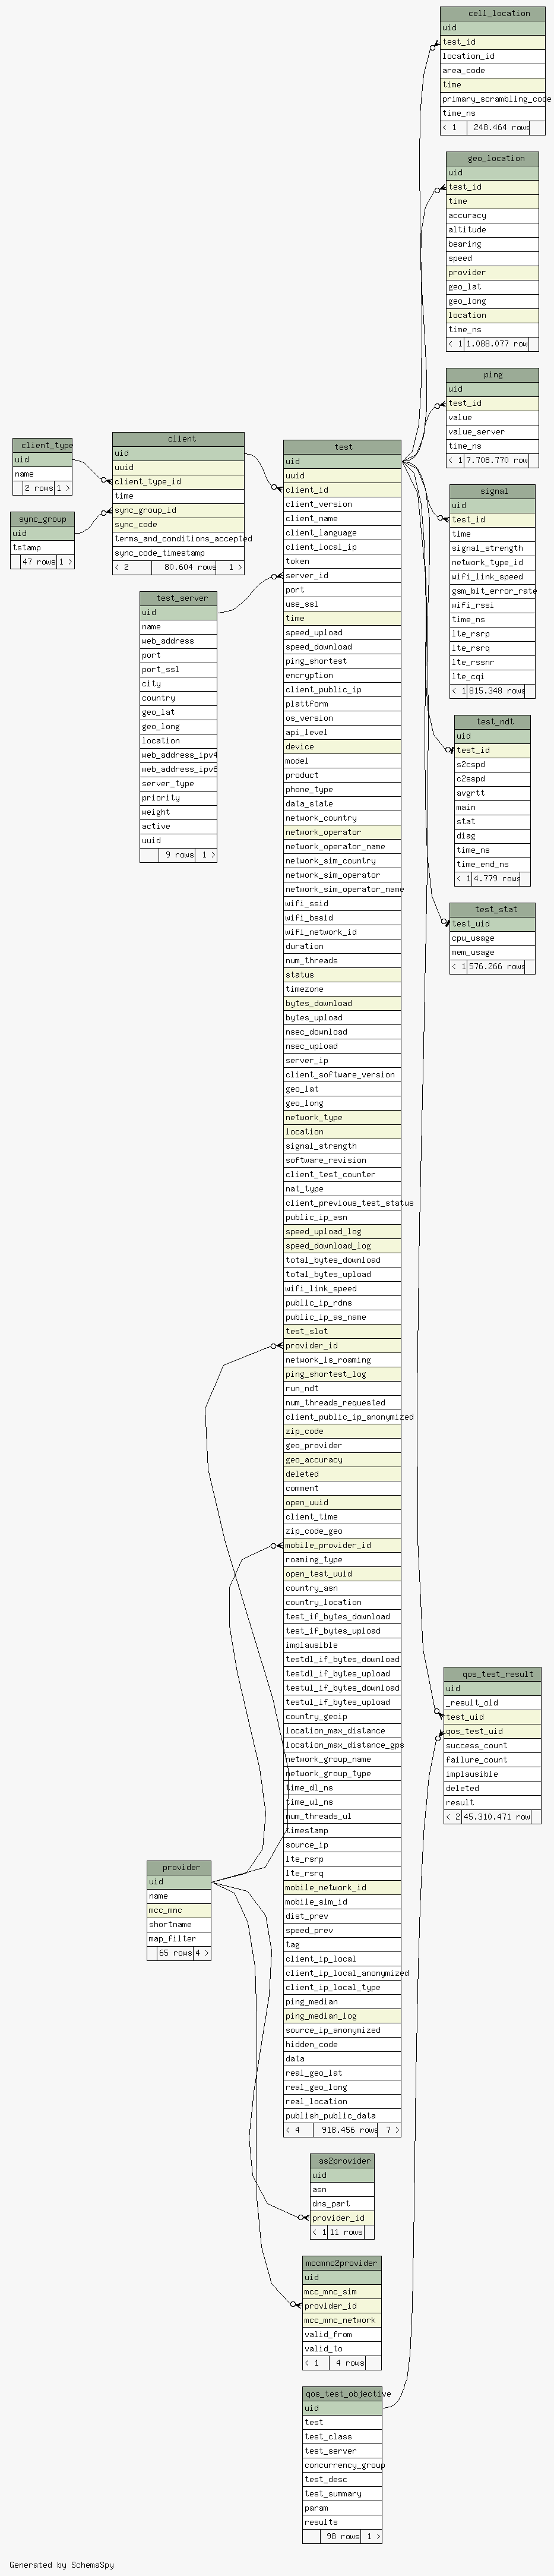 cell_location
uid
test_id
location_id
area_code
time
primary_scrambling_code
time_ns
< 1 248.464 rows
geo_location
uid
test_id
time
accuracy
altitude
bearing
speed
provider
geo_lat
geo_long
location
time_ns
< 1 1.088.077 row
ping
uid
test_id
value
value_server
time_ns
< 1 7.708.770 row
signal
uid
test_id
time
signal_strength
network_type_id
wifi_link_speed
gsm_bit_error_rate
wifi_rssi
time_ns
lte_rsrp
lte_rsrq
lte_rssnr
lte_cqi
< 1 815.348 rows
test_ndt
uid
test_id
s2cspd
c2sspd
avgrtt
main
stat
diag
time_ns
time_end_ns
< 1 4.779 rows
test_stat
test_uid
cpu_usage
mem_usage
< 1 576.266 rows
client_type
uid
name
2 rows 1 >
sync_group
uid
tstamp
47 rows 1 >
client
uid
uuid
client_type_id
time
sync_group_id
sync_code
terms_and_conditions_accepted
sync_code_timestamp
< 2 80.604 rows 1 >
test_server
uid
name
web_address
port
port_ssl
city
country
geo_lat
geo_long
location
web_address_ipv4
web_address_ipv6
server_type
priority
weight
active
uuid
9 rows 1 >
test
uid
uuid
client_id
client_version
client_name
client_language
client_local_ip
token
server_id
port
use_ssl
time
speed_upload
speed_download
ping_shortest
encryption
client_public_ip
plattform
os_version
api_level
device
model
product
phone_type
data_state
network_country
network_operator
network_operator_name
network_sim_country
network_sim_operator
network_sim_operator_name
wifi_ssid
wifi_bssid
wifi_network_id
duration
num_threads
status
timezone
bytes_download
bytes_upload
nsec_download
nsec_upload
server_ip
client_software_version
geo_lat
geo_long
network_type
location
signal_strength
software_revision
client_test_counter
nat_type
client_previous_test_status
public_ip_asn
speed_upload_log
speed_download_log
total_bytes_download
total_bytes_upload
wifi_link_speed
public_ip_rdns
public_ip_as_name
test_slot
provider_id
network_is_roaming
ping_shortest_log
run_ndt
num_threads_requested
client_public_ip_anonymized
zip_code
geo_provider
geo_accuracy
deleted
comment
open_uuid
client_time
zip_code_geo
mobile_provider_id
roaming_type
open_test_uuid
country_asn
country_location
test_if_bytes_download
test_if_bytes_upload
implausible
testdl_if_bytes_download
testdl_if_bytes_upload
testul_if_bytes_download
testul_if_bytes_upload
country_geoip
location_max_distance
location_max_distance_gps
network_group_name
network_group_type
time_dl_ns
time_ul_ns
num_threads_ul
timestamp
source_ip
lte_rsrp
lte_rsrq
mobile_network_id
mobile_sim_id
dist_prev
speed_prev
tag
client_ip_local
client_ip_local_anonymized
client_ip_local_type
ping_median
ping_median_log
source_ip_anonymized
hidden_code
data
real_geo_lat
real_geo_long
real_location
publish_public_data
< 4 918.456 rows 7 >
qos_test_result
uid
_result_old
test_uid
qos_test_uid
success_count
failure_count
implausible
deleted
result
< 2 45.310.471 row
provider
uid
name
mcc_mnc
shortname
map_filter
65 rows 4 >
as2provider
uid
asn
dns_part
provider_id
< 1 11 rows
mccmnc2provider
uid
mcc_mnc_sim
provider_id
mcc_mnc_network
valid_from
valid_to
< 1 4 rows
qos_test_objective
uid
test
test_class
test_server
concurrency_group
test_desc
test_summary
param
results
98 rows 1 >
Generated by SchemaSpy